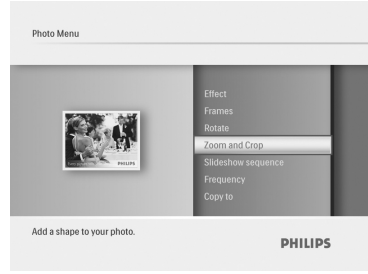 Photo Menu
Effect
Frames
Rotate
Zoom and Crop
Slideshow sequence
Frequency
Copy to
PHILIPS
Add a shape to your photo.
PHILIPS